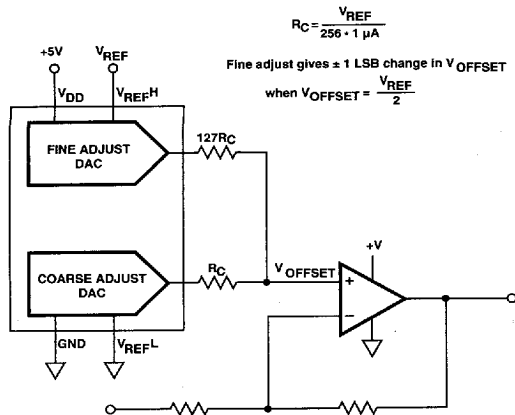 R_C = V_REF / 256 • 1 µA
Fine adjust gives ± 1 LSB change in V_OFFSET
when V_OFFSET = V_REF / 2
+5V
V_REF
V_DD
V_REFH
FINE ADJUST
DAC
127R_C
+V
COARSE ADJUST
DAC
R_C
V_OFFSET
+
−
GND
V_REFL